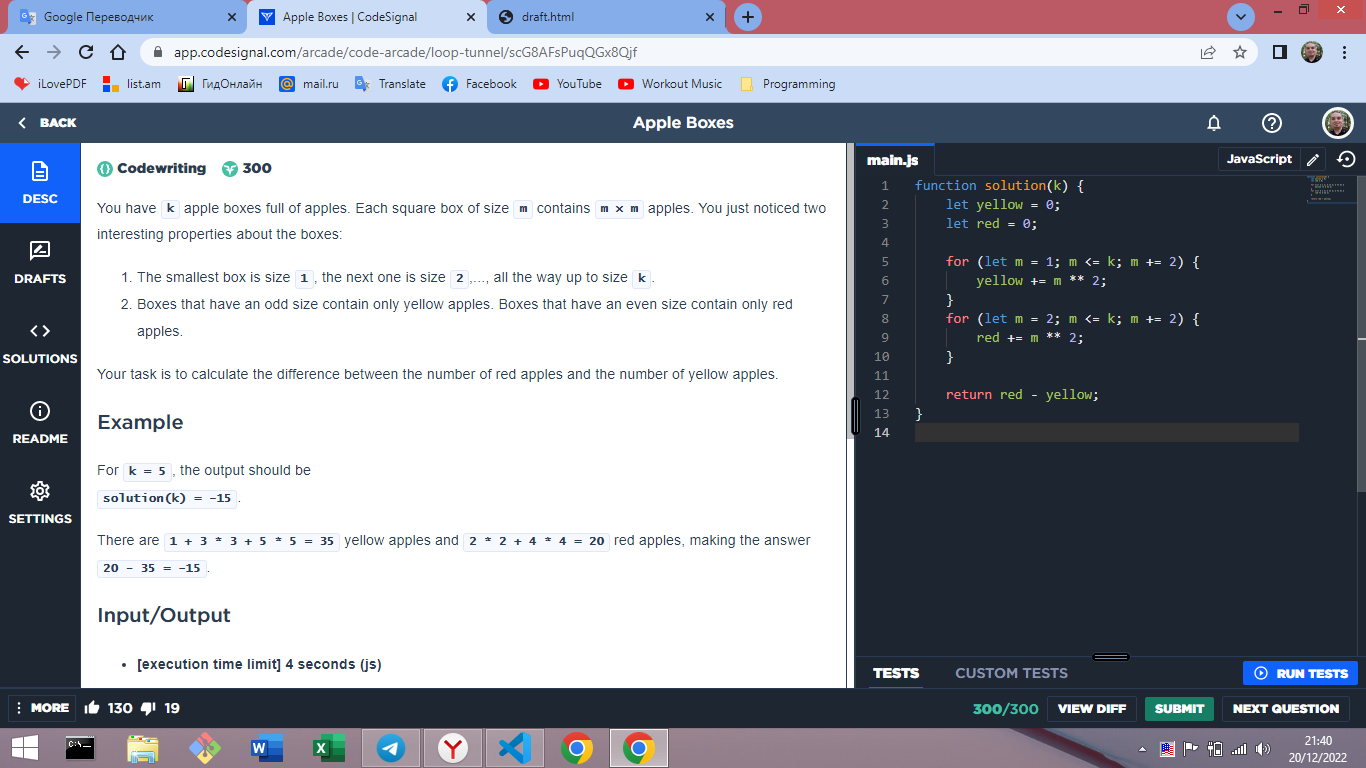 Google Переводчик
Apple Boxes | CodeSignal
draft.html
app.codesignal.com/arcade/code-arcade/loop-tunnel/scG8AFsPuqQGx8Qjf
iLovePDF list.am ГидОнлайн mail.ru Translate Facebook YouTube Workout Music Programming
BACK
Apple Boxes
DESC
DRAFTS
SOLUTIONS
README
SETTINGS
Codewriting 300
You have k apple boxes full of apples. Each square box of size m contains m × m apples. You just noticed two
interesting properties about the boxes:
1. The smallest box is size 1, the next one is size 2,..., all the way up to size k.
2. Boxes that have an odd size contain only yellow apples. Boxes that have an even size contain only red
apples.
Your task is to calculate the difference between the number of red apples and the number of yellow apples.
Example
For k = 5, the output should be
solution(k) = -15.
There are 1 + 3 * 3 + 5 * 5 = 35 yellow apples and 2 * 2 + 4 * 4 = 20 red apples, making the answer
20 - 35 = -15.
Input/Output
• [execution time limit] 4 seconds (js)
main.js
JavaScript
1 function solution(k) {
2 let yellow = 0;
3 let red = 0;
4
5 for (let m = 1; m <= k; m += 2) {
6 yellow += m ** 2;
7 }
8 for (let m = 2; m <= k; m += 2) {
9 red += m ** 2;
10 }
11
12 return red - yellow;
13 }
14
TESTS CUSTOM TESTS RUN TESTS
MORE 130 19
300/300 VIEW DIFF SUBMIT NEXT QUESTION
21:40
20/12/2022